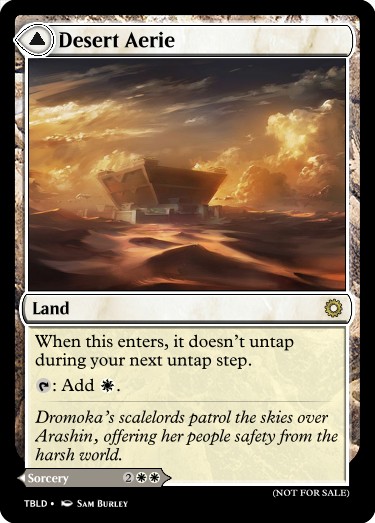 Desert Aerie
Land
When this enters, it doesn't untap
during your next untap step.
: Add .
Dromoka's scalelords patrol the skies over
Arashin, offering her people safety from the
harsh world.
Sorcery 2
TBLD • Sam Burley
(NOT FOR SALE)